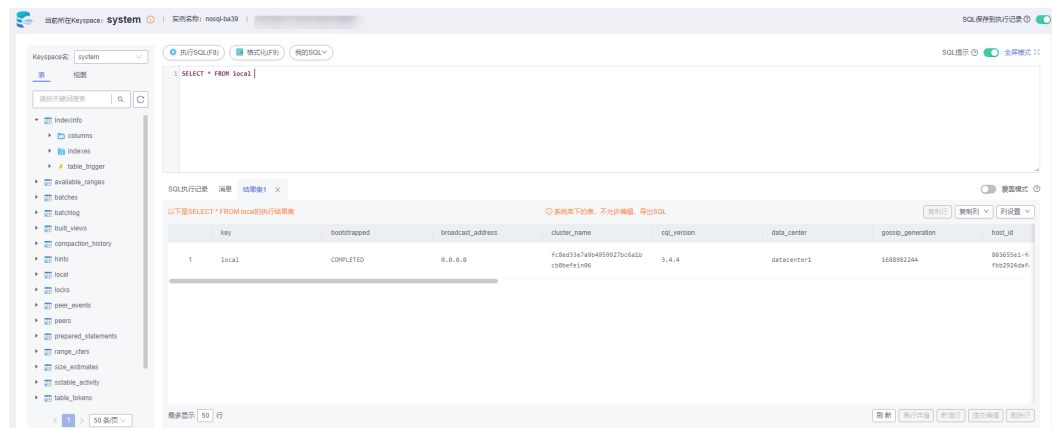 当前所在Keyspace: system | 实例名称: nosql-ba39 |
SQL保存到执行记录
Keyspace名: system
表 视图
请按关键词搜索
IndexInfo
columns
indexes
table_trigger
available_ranges
batches
batchlog
built_views
compaction_history
hints
local
locks
peer_events
peers
prepared_statements
range_xfers
size_estimates
sstable_activity
table_tokens
< 1 > 50 条/页
执行SQL(F8) 格式化(F9) 我的SQL
SQL提示 全屏模式
1 SELECT * FROM local
SQL执行记录 消息 结果集1 X
覆盖模式
以下是SELECT * FROM local的执行结果集
系统库下的表，不允许编辑、导出SQL
复制行 复制列 列设置
key bootstrapped broadcast_address cluster_name cql_version data_center gossip_generation host_id
1 local COMPLETED 0.0.0.0 fc8ed33e7a9b4959927bc6a1b 3.4.4 datacenter1 1688982244
cb0befein06
最多显示 50 行
刷新 单行详情 新增行 提交编辑 删除行